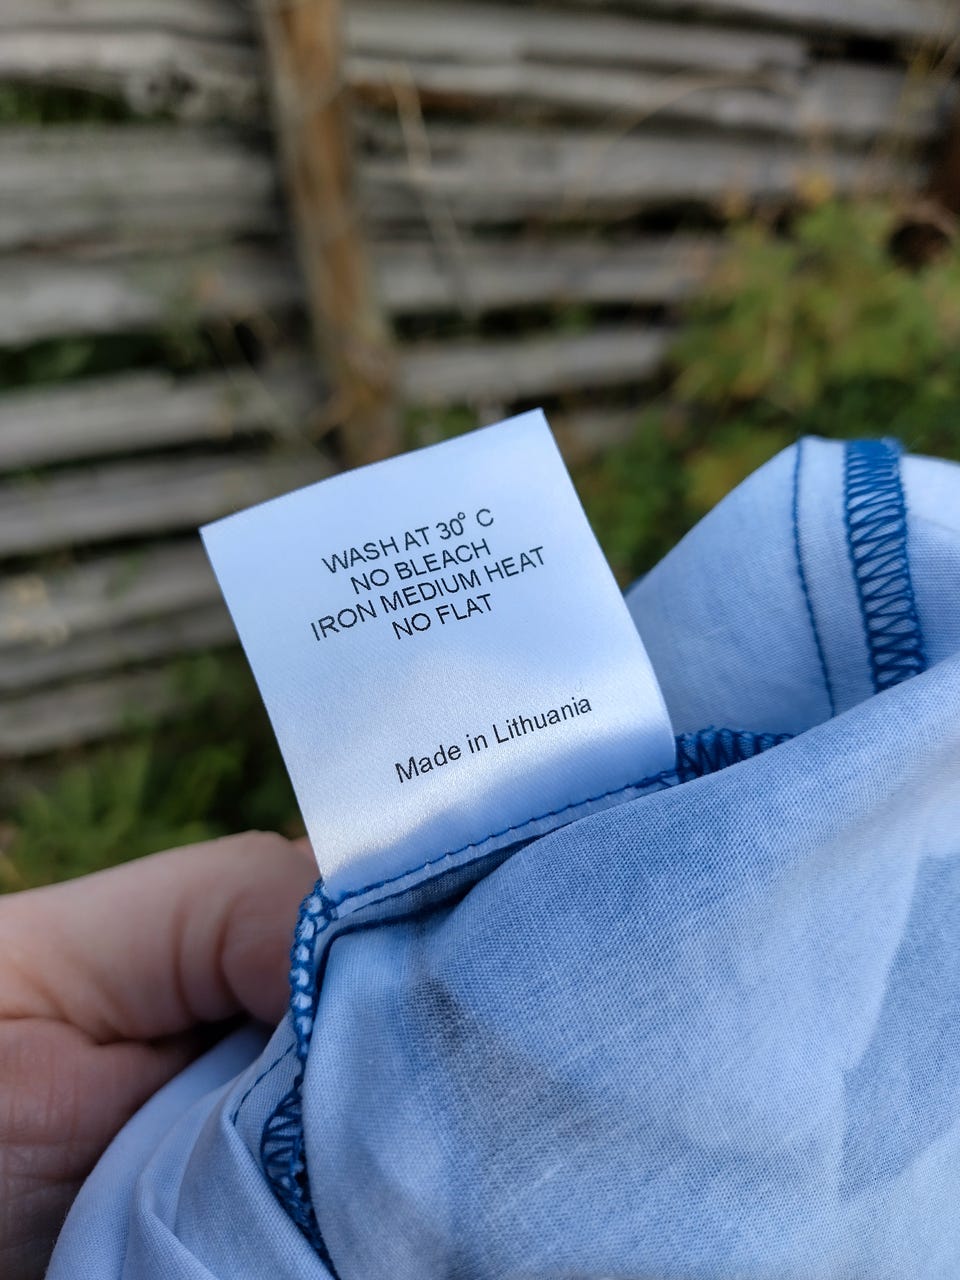 WASH AT 30° C
NO BLEACH
IRON MEDIUM HEAT
NO FLAT
Made in Lithuania